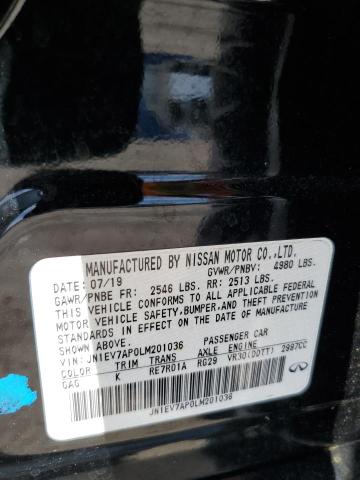 MANUFACTURED BY NISSAN MOTOR CO.,LTD.
DATE: 07/19 GVWR/PNBV: 4980 LBS.
GAWR/PNBE FR: 2546 LBS. RR: 2513 LBS.
THIS VEHICLE CONFORMS TO ALL APPLICABLE FEDERAL
MOTOR VEHICLE SAFETY,BUMPER,AND THEFT PREVENTION
STANDARDS IN EFFECT ON THE DATE OF MANUFACTURE
SHOWN ABOVE.
VIN: JN1EV7AP0LM201036 PASSENGER CAR
COLOR TRIM TRANS AXLE ENGINE
GAG K RE7R01A RG29 VR30(DDTT) 2997CC
JN1EV7AP0LM201036